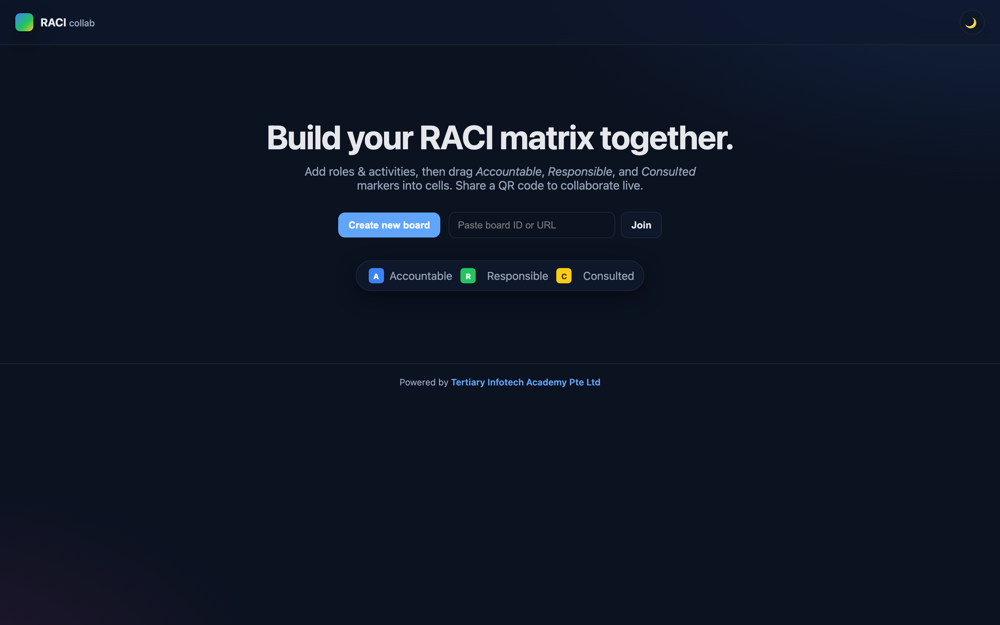 RACI collab
Build your RACI matrix together.
Add roles & activities, then drag Accountable, Responsible, and Consulted
markers into cells. Share a QR code to collaborate live.
Create new board
Paste board ID or URL
Join
A Accountable R Responsible C Consulted
Powered by Tertiary Infotech Academy Pte Ltd